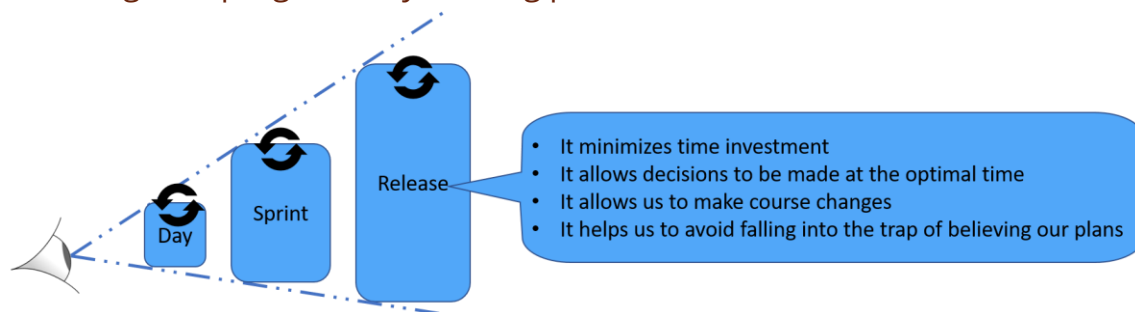 Day
Sprint
Release
• It minimizes time investment
• It allows decisions to be made at the optimal time
• It allows us to make course changes
• It helps us to avoid falling into the trap of believing our plans